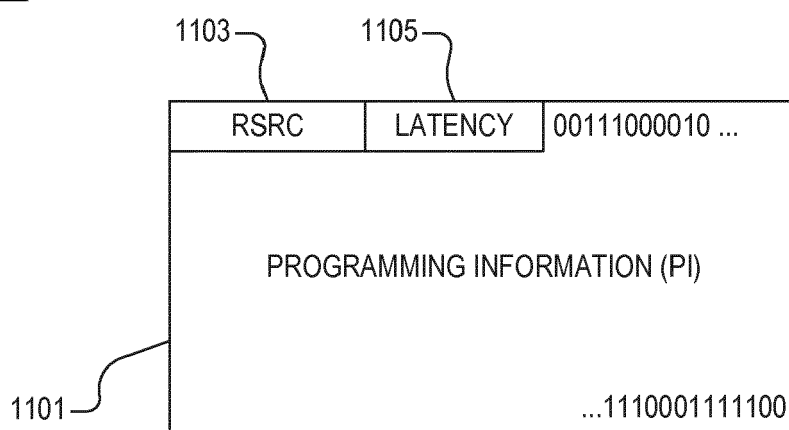 1103 1105
RSRC LATENCY 00111000010 ...
PROGRAMMING INFORMATION (PI)
1101 ...1110001111100